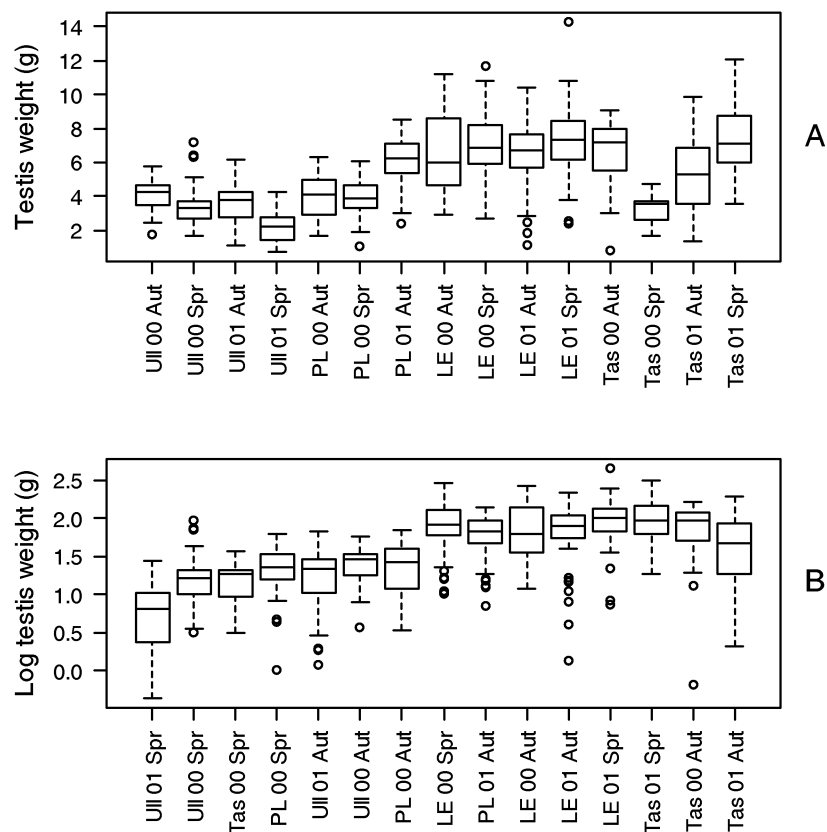 Testis weight (g)
14
12
10
8
6
4
2
A
Ull 00 Aut
Ull 00 Spr
Ull 01 Aut
Ull 01 Spr
PL 00 Aut
PL 00 Spr
PL 01 Aut
LE 00 Aut
LE 00 Spr
LE 01 Aut
LE 01 Spr
Tas 00 Aut
Tas 00 Spr
Tas 01 Aut
Tas 01 Spr
Log testis weight (g)
2.5
2.0
1.5
1.0
0.5
0.0
B
Ull 01 Spr
Ull 00 Spr
Tas 00 Spr
PL 00 Spr
Ull 01 Aut
Ull 00 Aut
PL 00 Aut
LE 00 Spr
PL 01 Aut
LE 00 Aut
LE 01 Aut
LE 01 Spr
Tas 01 Spr
Tas 00 Aut
Tas 01 Aut